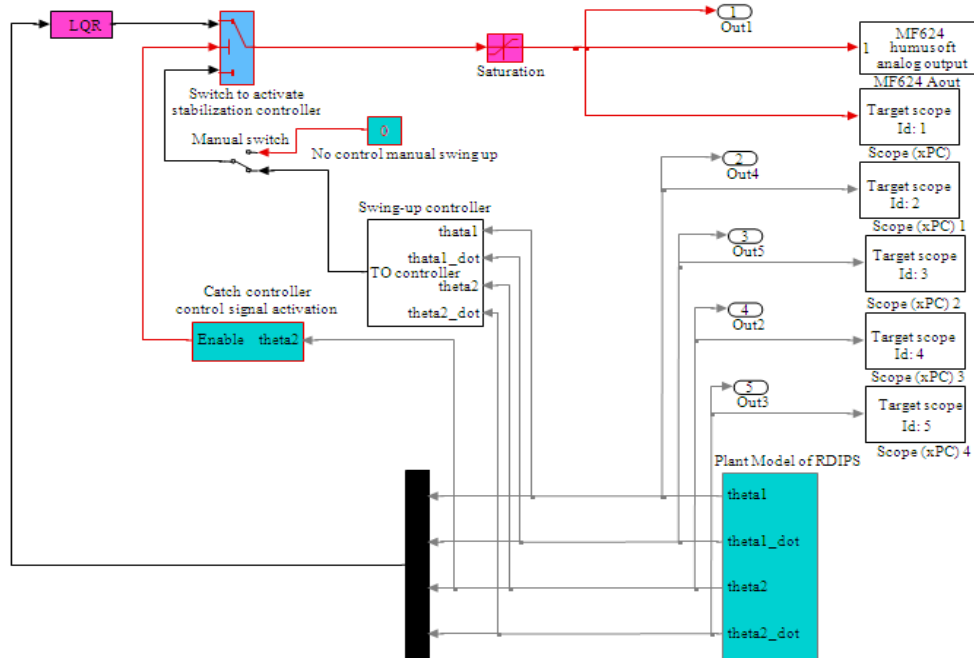 LQR
1
Out1
MF624
humusoft
analog output
1
MF624 Aout
Saturation
Switch to activate
stabilization controller
Target scope
Id: 1
Scope (xPC)
Manual switch
0
No control manual swing up
2
Out4
Target scope
Id: 2
Scope (xPC) 1
Swing-up controller
thata1
thata1_dot
TO controller
theta2
theta2_dot
3
Out5
Target scope
Id: 3
Scope (xPC) 2
Catch controller
control signal activation
Enable theta2
4
Out2
Target scope
Id: 4
Scope (xPC) 3
5
Out3
Target scope
Id: 5
Scope (xPC) 4
Plant Model of RDIPS
theta1
theta1_dot
theta2
theta2_dot